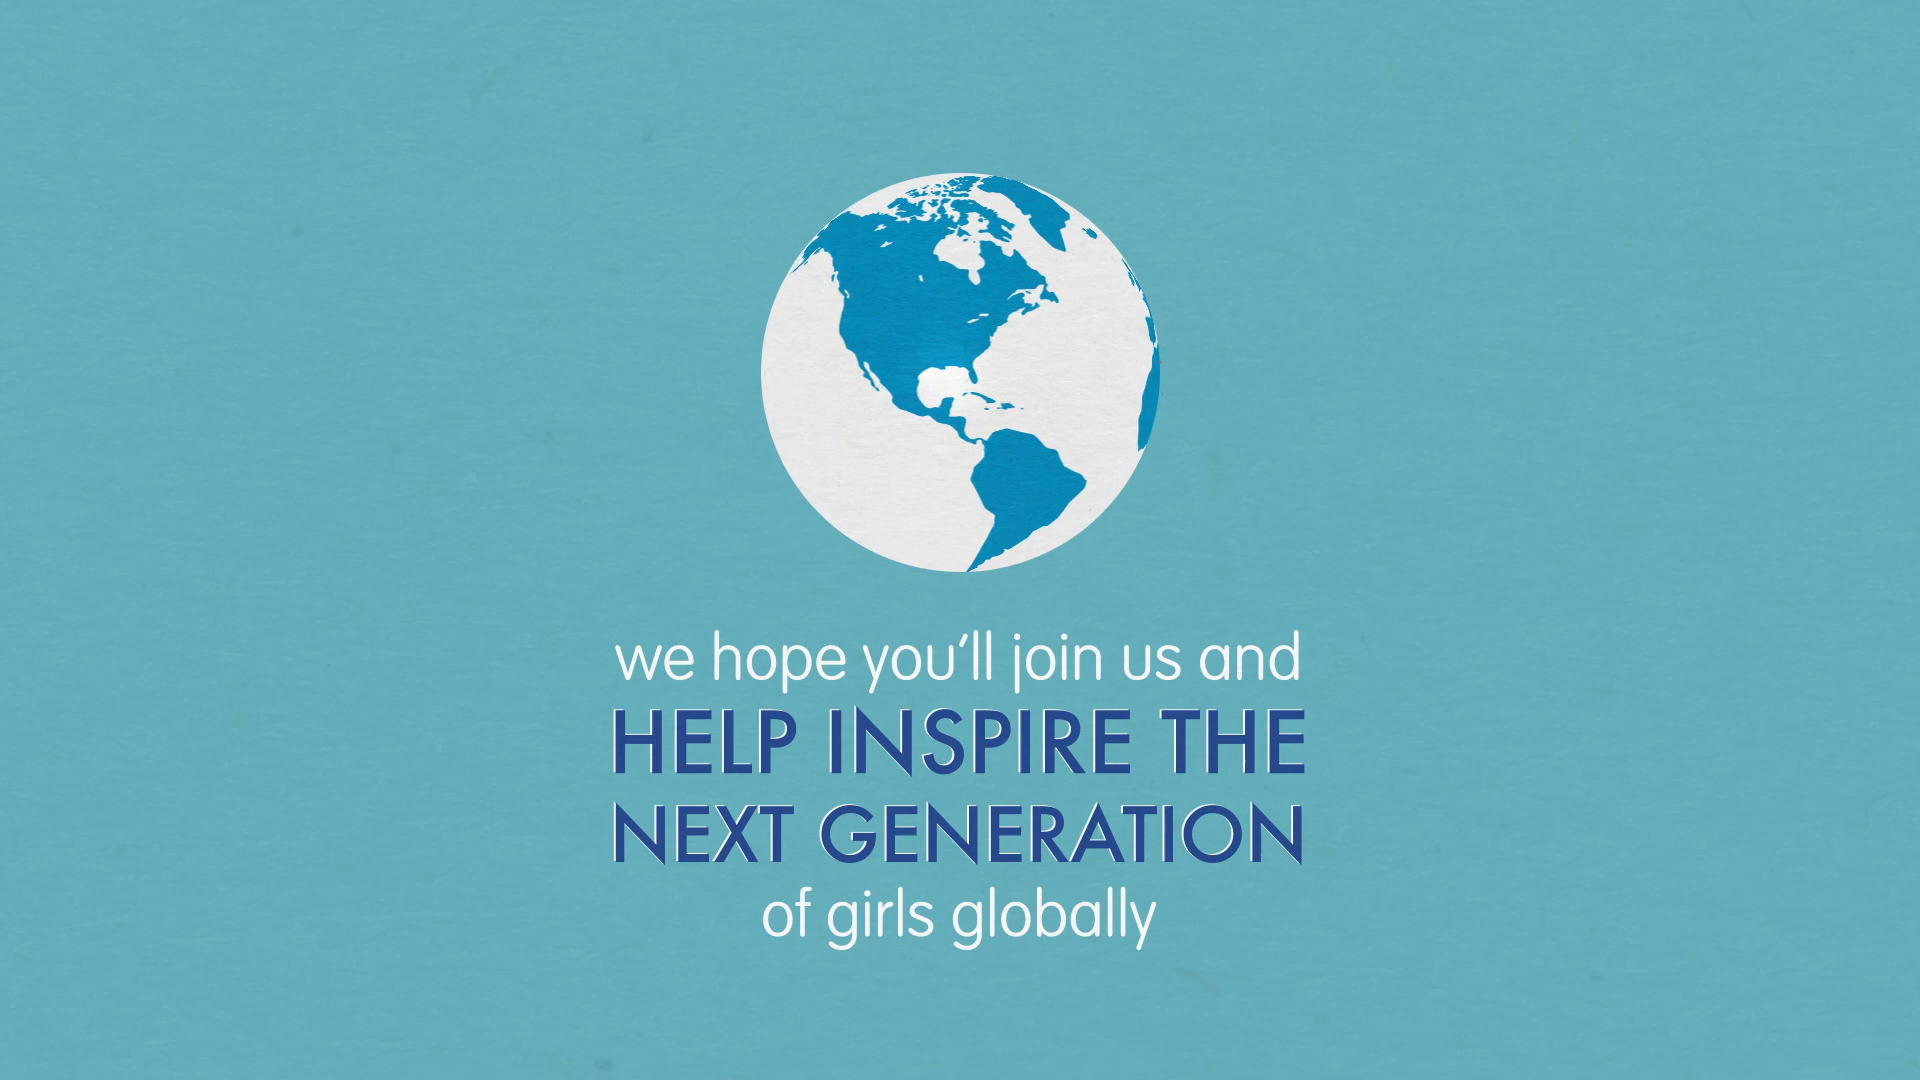 we hope you'll join us and
HELP INSPIRE THE
NEXT GENERATION
of girls globally